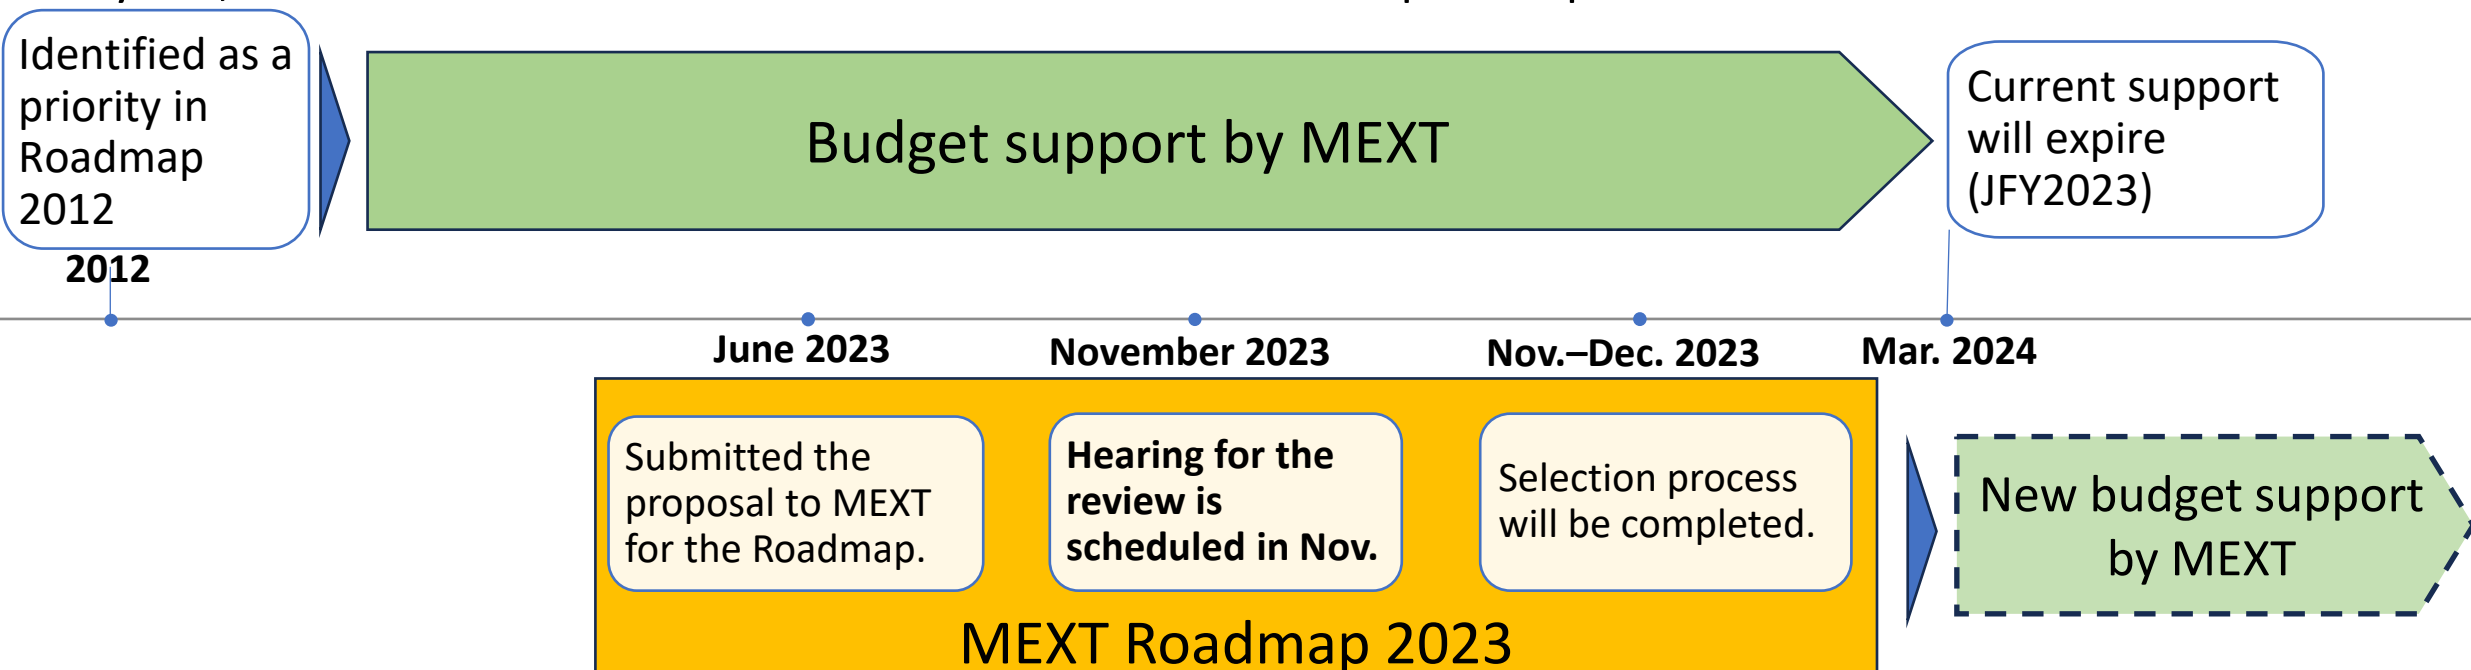 Identified as a
priority in
Roadmap
2012
Budget support by MEXT
Current support
will expire
(JFY2023)
2012
June 2023
November 2023
Nov.–Dec. 2023
Mar. 2024
Submitted the
proposal to MEXT
for the Roadmap.
Hearing for the
review is
scheduled in Nov.
Selection process
will be completed.
New budget support
by MEXT
MEXT Roadmap 2023